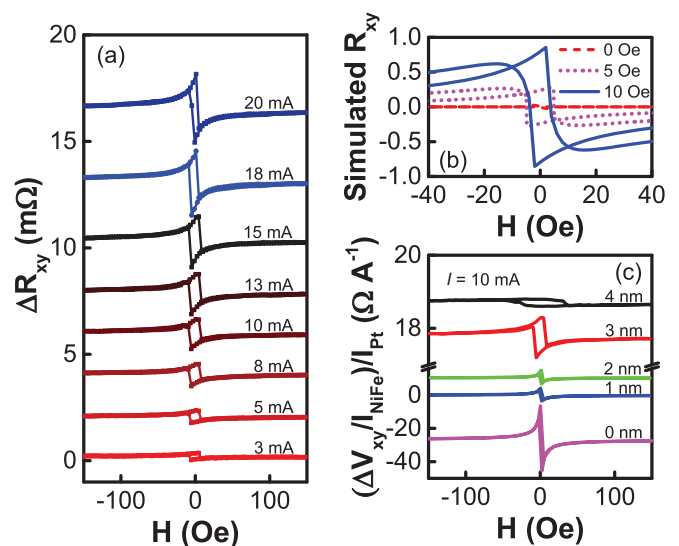 (a)
20 mA
18 mA
15 mA
13 mA
10 mA
8 mA
5 mA
3 mA
20
15
10
5
0
ΔR_xy (mΩ)
-100 0 100
H (Oe)
(b)
0 Oe
5 Oe
10 Oe
1.0
0.5
0.0
-0.5
-1.0
Simulated R_xy
-40 -20 0 20 40
H (Oe)
(c)
I = 10 mA
4 nm
3 nm
2 nm
1 nm
0 nm
20
18
0
-20
-40
(ΔV_xy/I_NiFe)/I_Pt (Ω A⁻¹)
-100 0 100
H (Oe)